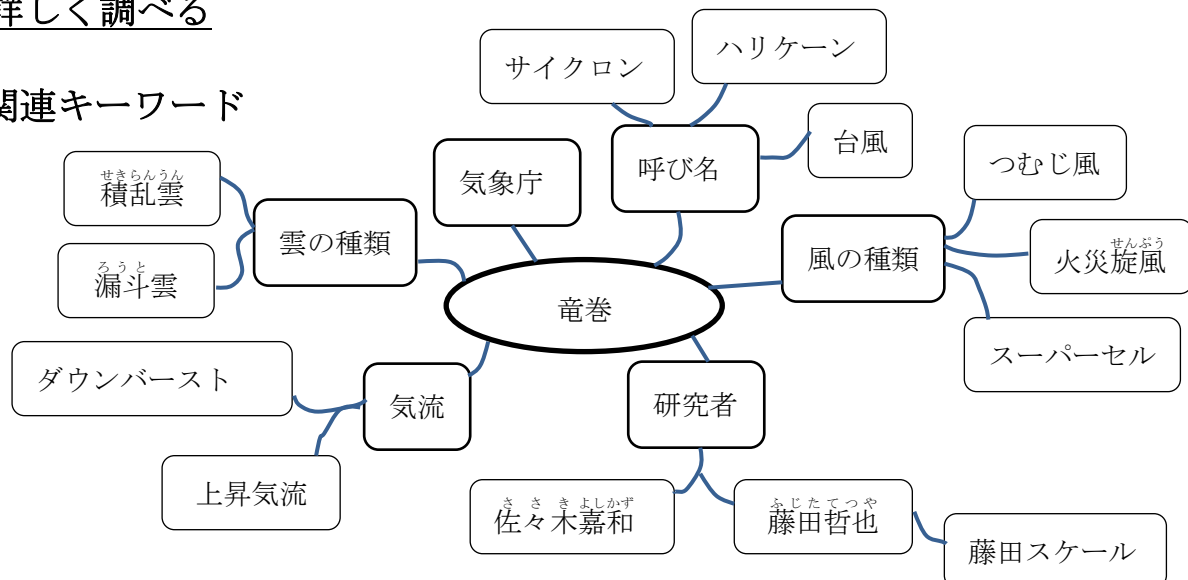 詳しく調べる
関連キーワード
サイクロン
ハリケーン
台風
呼び名
気象庁
つむじ風
せんぷう
火災旋風
スーパーセル
風の種類
せきらんうん
積乱雲
ろうと
漏斗雲
雲の種類
竜巻
ダウンバースト
気流
上昇気流
研究者
ささきよしかず
佐々木嘉和
ふじたてつや
藤田哲也
藤田スケール